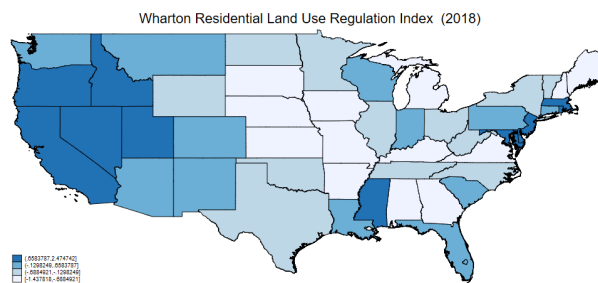 Wharton Residential Land Use Regulation Index (2018)
(.6583787,2.474742]
(-.1298249,.6583787]
(-.6884921,-.1298249]
[-1.437818,-.6884921]